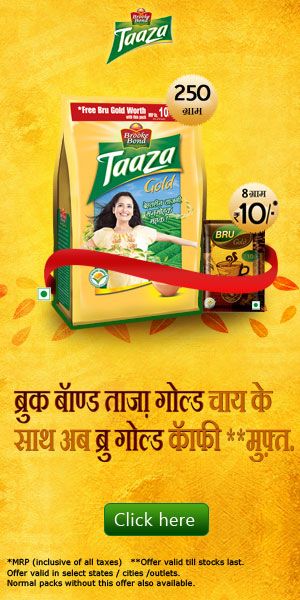 Brooke
Bond
Taaza
250
ग्राम
*Free Bru Gold Worth
Brooke
Bond
Taaza
Gold
8ग्राम
₹10/-*
BRU
Gold
ब्रुक बॉण्ड ताजा़ गोल्ड चाय के
साथ अब ब्रु गोल्ड कॅाफी **मुफ़्त.
Click here
*MRP (inclusive of all taxes) **Offer valid till stocks last.
Offer valid in select states / cities /outlets.
Normal packs without this offer also available.